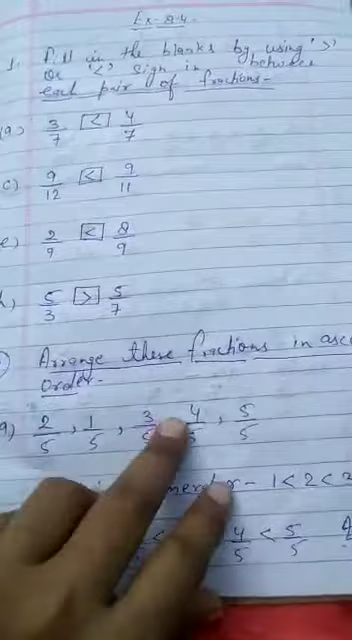 Ex-8.4.
1. Fill in the blanks by using '>'
or '<' sign in between
each pair of fractions-
(a) 3/7 < 4/7
c) 9/12 < 9/11
e) 2/9 < 8/9
h) 5/3 > 5/7
Arrange these fractions in asce
order-
a) 2/5, 1/5, 3/5, 4/5, 5/5
- 1<2<3
< 4/5 < 5/5